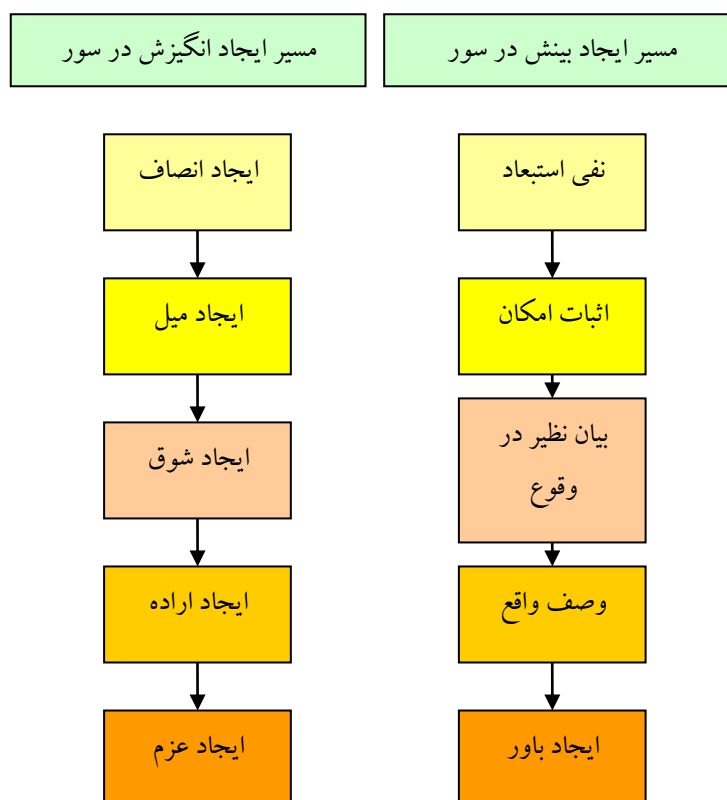 مسیر ایجاد بینش در سور
نفی استبعاد
اثبات امکان
بیان نظیر در
وقوع
وصف واقع
ایجاد باور
مسیر ایجاد انگیزش در سور
ایجاد انصاف
ایجاد میل
ایجاد شوق
ایجاد اراده
ایجاد عزم